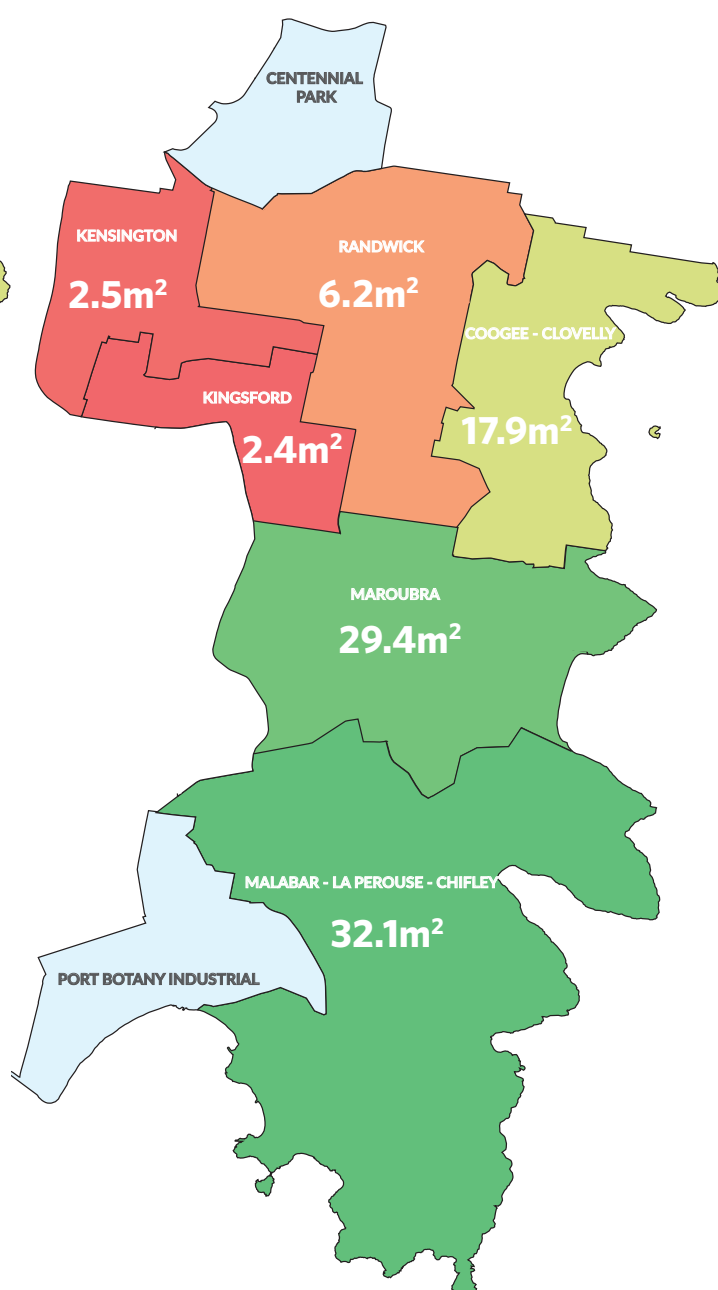 CENTENNIAL
PARK
KENSINGTON
2.5m²
RANDWICK
6.2m²
COOGEE - CLOVELLY
17.9m²
KINGSFORD
2.4m²
MAROUBRA
29.4m²
MALABAR - LA PEROUSE - CHIFLEY
32.1m²
PORT BOTANY INDUSTRIAL